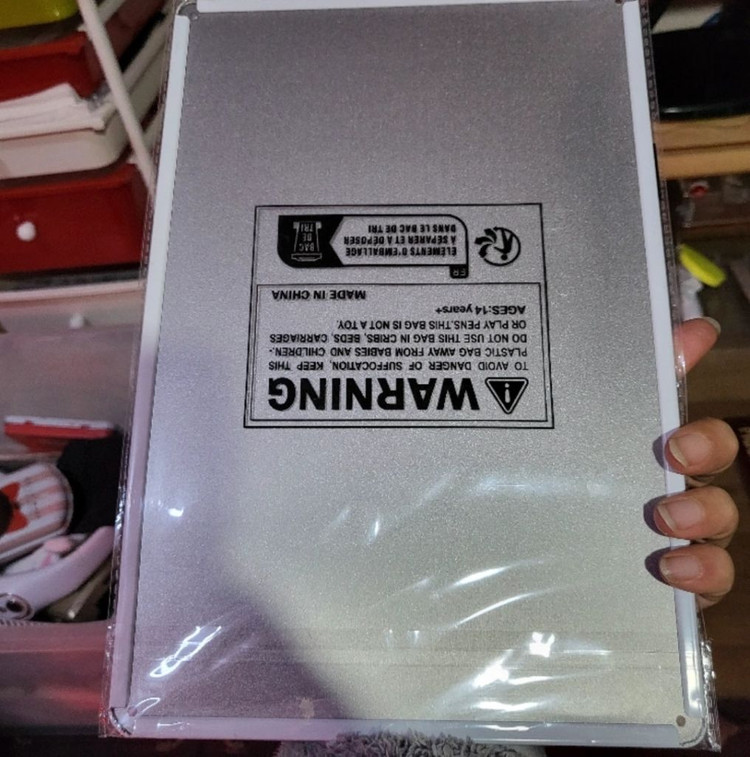 WARNING
TO AVOID DANGER OF SUFFOCATION, KEEP THIS
PLASTIC BAG AWAY FROM BABIES AND CHILDREN.
DO NOT USE THIS BAG IN CRIBS, BEDS, CARRIAGES
OR PLAY PENS.THIS BAG IS NOT A TOY.
AGES:14 years+
MADE IN CHINA
FR
ELEMENTS D'EMBALLAGE
A SEPARER ET A DEPOSER
DANS LE BAC DE TRI
BAC
DE
TRI